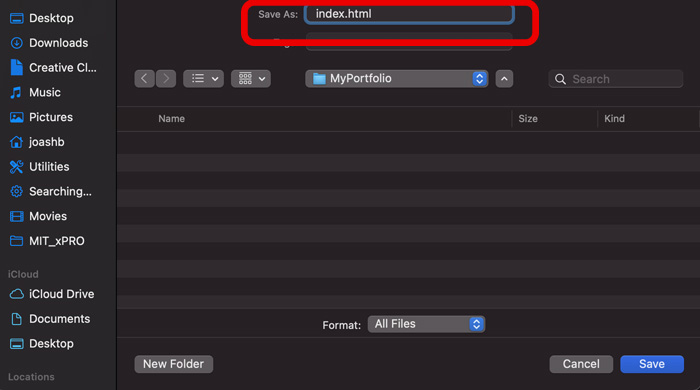 Save As: index.html
MyPortfolio
Search
Name Size Kind
Desktop
Downloads
Creative Cl...
Music
Pictures
joashb
Utilities
Searching...
Movies
MIT_xPRO
iCloud
iCloud Drive
Documents
Desktop
Locations
Format: All Files
New Folder
Cancel
Save